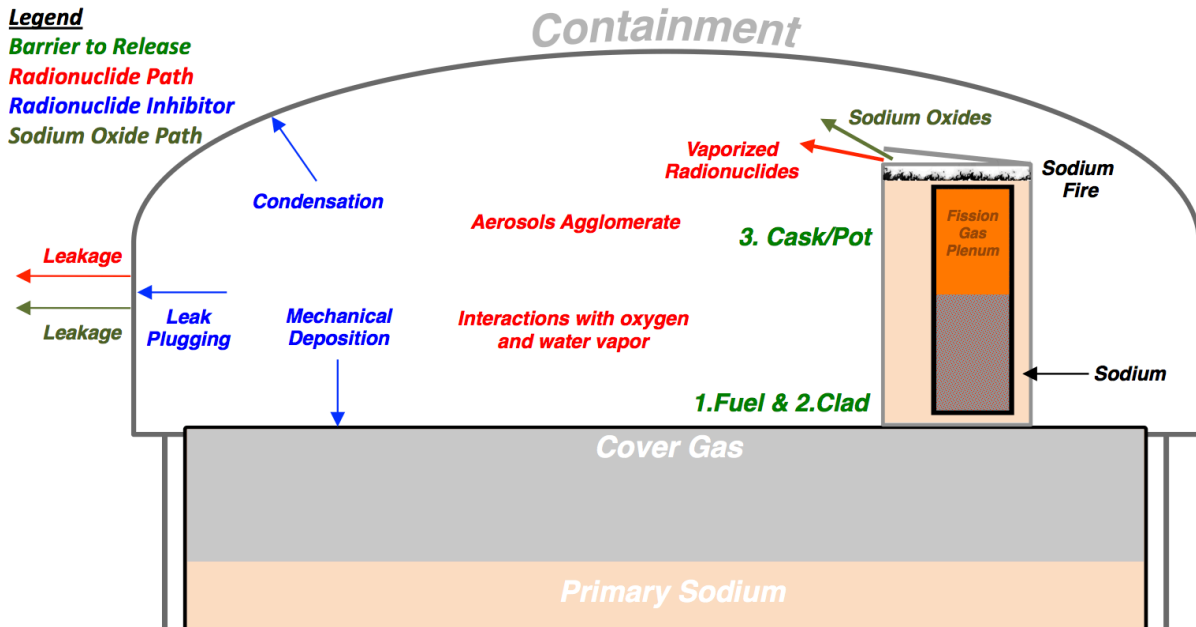 Legend
Barrier to Release
Radionuclide Path
Radionuclide Inhibitor
Sodium Oxide Path
Containment
Sodium Oxides
Vaporized
Radionuclides
Sodium
Fire
Condensation
Aerosols Agglomerate
Fission
Gas
Plenum
3. Cask/Pot
Leakage
Leakage
Leak
Plugging
Mechanical
Deposition
Interactions with oxygen
and water vapor
Sodium
1.Fuel & 2.Clad
Cover Gas
Primary Sodium